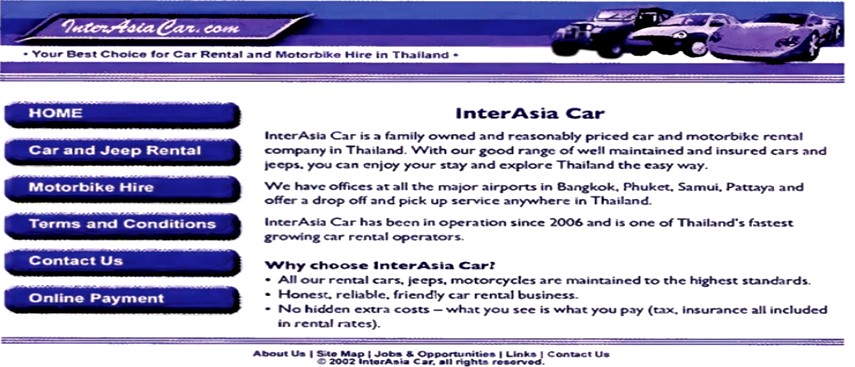 InterAsiaCar.com
• Your Best Choice for Car Rental and Motorbike Hire in Thailand •
HOME
Car and Jeep Rental
Motorbike Hire
Terms and Conditions
Contact Us
Online Payment
InterAsia Car
InterAsia Car is a family owned and reasonably priced car and motorbike rental
company in Thailand. With our good range of well maintained and insured cars and
jeeps, you can enjoy your stay and explore Thailand the easy way.
We have offices at all the major airports in Bangkok, Phuket, Samui, Pattaya and
offer a drop off and pick up service anywhere in Thailand.
InterAsia Car has been in operation since 2006 and is one of Thailand's fastest
growing car rental operators.
Why choose InterAsia Car?
• All our rental cars, jeeps, motorcycles are maintained to the highest standards.
• Honest, reliable, friendly car rental business.
• No hidden extra costs – what you see is what you pay (tax, insurance all included
in rental rates).
About Us | Site Map | Jobs & Opportunities | Links | Contact Us
© 2002 InterAsia Car, all rights reserved.